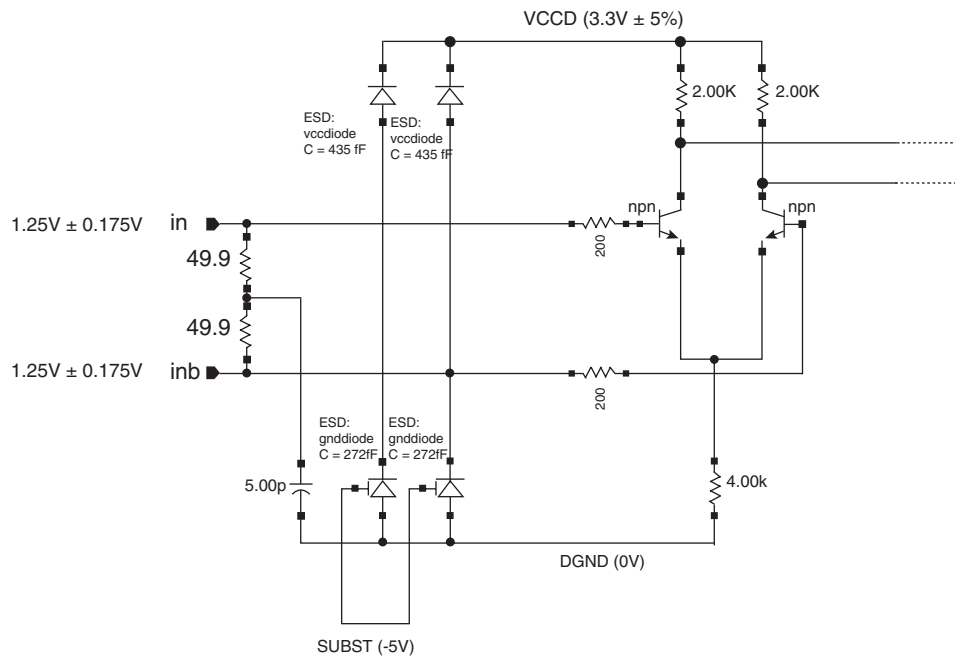 VCCD (3.3V ± 5%)
2.00K
2.00K
ESD:
vccdiode
C = 435 fF
ESD:
vccdiode
C = 435 fF
1.25V ± 0.175V
in
npn
npn
200
49.9
49.9
1.25V ± 0.175V
inb
200
ESD:
gnddiode
C = 272fF
ESD:
gnddiode
C = 272fF
5.00p
4.00k
DGND (0V)
SUBST (-5V)